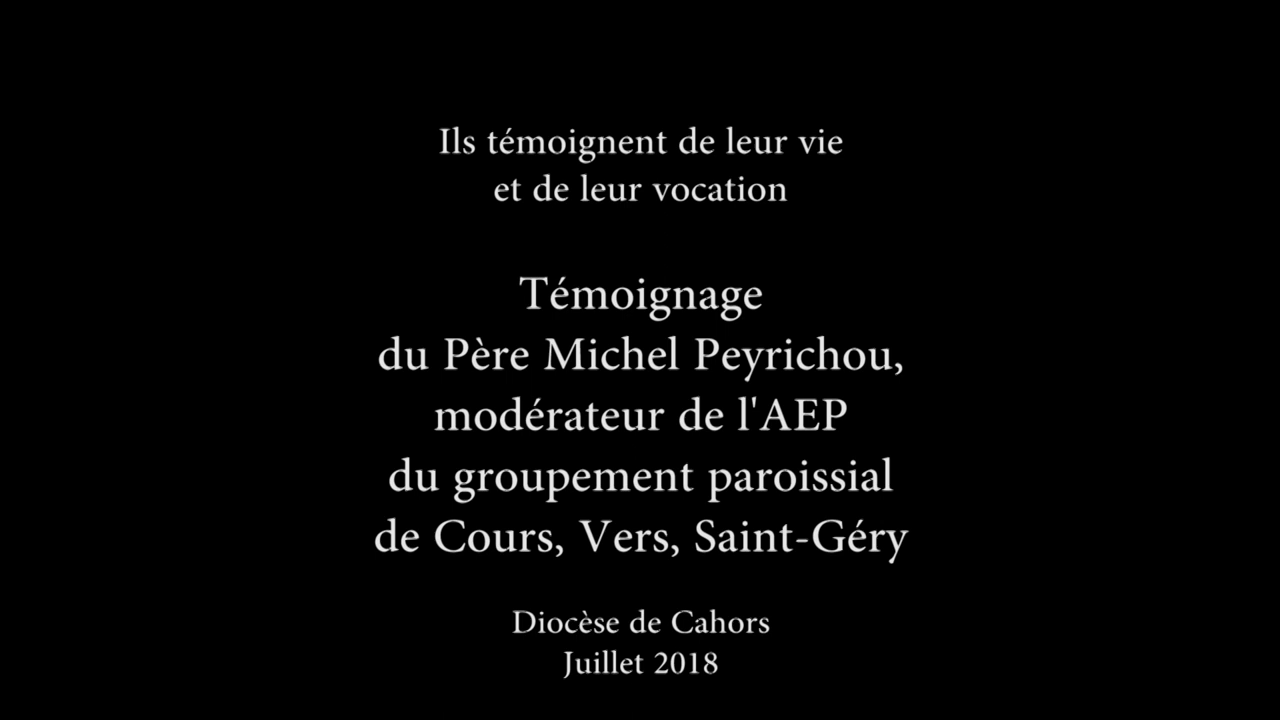 Ils témoignent de leur vie
et de leur vocation
Témoignage
du Père Michel Peyrichou,
modérateur de l'AEP
du groupement paroissial
de Cours, Vers, Saint-Géry
Diocèse de Cahors
Juillet 2018